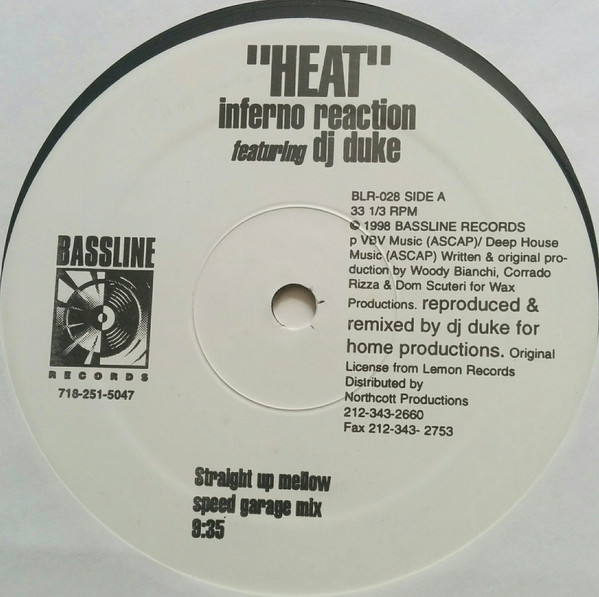 "HEAT"
inferno reaction
featuring dj duke
BLR-028 SIDE A
33 1/3 RPM
© 1998 BASSLINE RECORDS
p VBV Music (ASCAP)/ Deep House
Music (ASCAP) Written & original pro-
duction by Woody Bianchi, Corrado
Rizza & Dom Scuteri for Wax
Productions. reproduced &
remixed by dj duke for
home productions. Original
License from Lemon Records
Distributed by
Northcott Productions
212-343-2660
Fax 212-343- 2753
BASSLINE
RECORDS
718-251-5047
Straight up mellow
speed garage mix
9:35